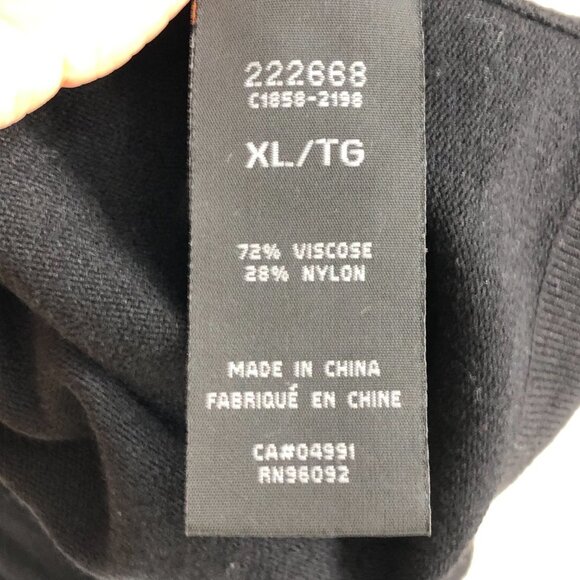 222668
C1858-2198
XL/TG
72% VISCOSE
28% NYLON
MADE IN CHINA
FABRIQUÉ EN CHINE
CA#04991
RN96092